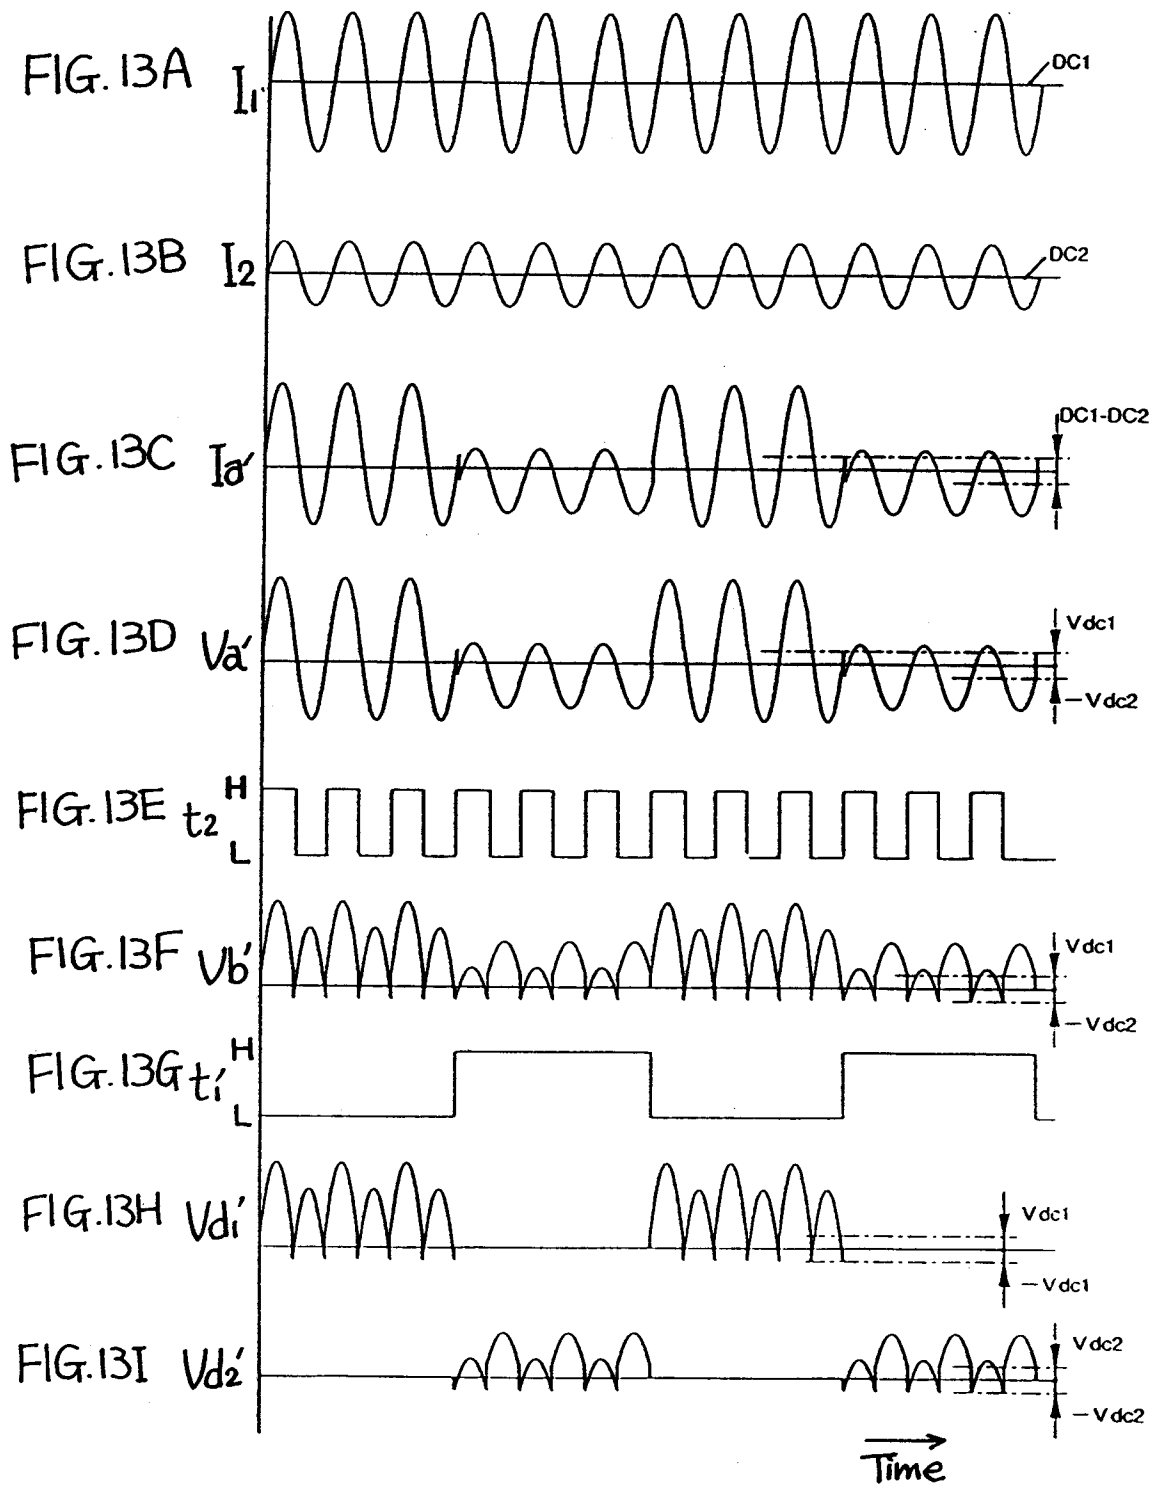 FIG. 13A I1 DC1
FIG. 13B I2 DC2
FIG. 13C Ia' DC1-DC2
FIG. 13D Va' Vdc1
-Vdc2
FIG. 13E t2 H
L
FIG. 13F Vb' Vdc1
-Vdc2
FIG. 13G t1' H
L
FIG. 13H Vd1' Vdc1
-Vdc1
FIG. 13I Vd2' Vdc2
-Vdc2
Time